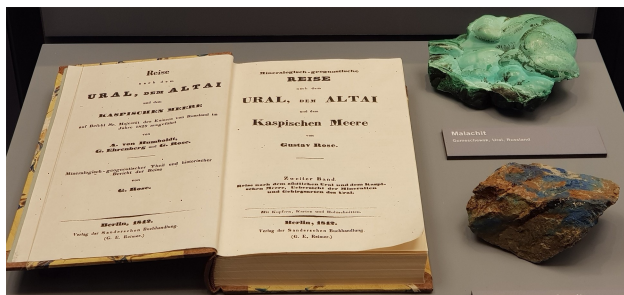 Reise
nach dem
URAL, DEM ALTAI
und dem
KASPISCHEN MEERE
auf Befehl Sr. Majestät des Kaisers von Russland im
Jahre 1829 ausgeführt
von
A. von Humboldt,
G. Ehrenberg und G. Rose.
Mineralogisch-geognostischer Theil und historischer
Bericht der Reise
von
G. Rose.
Berlin, 1842.
Verlag der Sanderschen Buchhandlung.
(G. E. Reimer.)
Mineralogisch-geognostische
REISE
nach dem
URAL, DEM ALTAI
und dem
Kaspischen Meere
von
Gustav Rose.
Zweiter Band.
Reise nach dem südlichen Ural und dem Kaspi-
schen Meere, Uebersicht der Mineralien
und Gebirgsarten des Ural.
Mit Kupfern, Karten und Holzschnitten.
Berlin, 1842.
Verlag der Sanderschen Buchhandlung.
(G. E. Reimer.)
Malachit
Ural, Russland